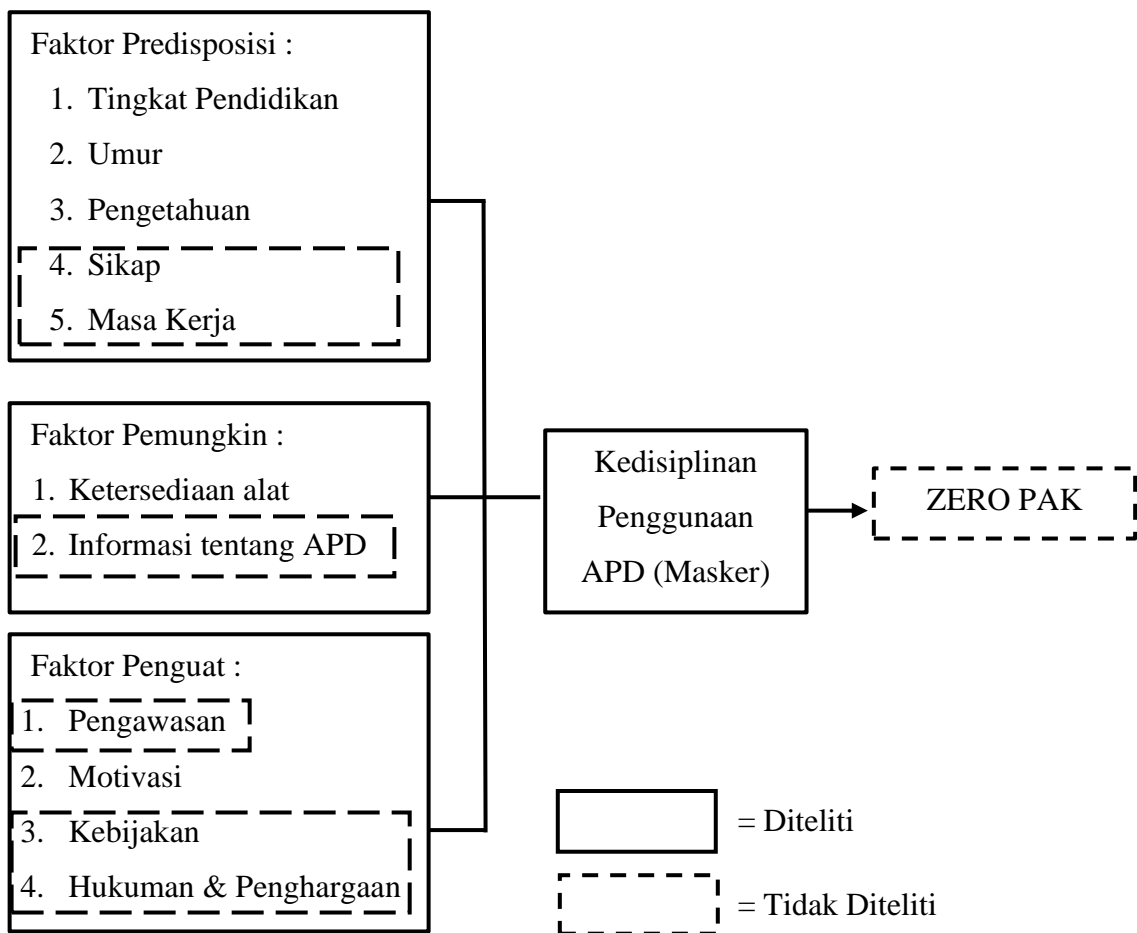 Faktor Predisposisi :
1. Tingkat Pendidikan
2. Umur
3. Pengetahuan
4. Sikap
5. Masa Kerja
Faktor Pemungkin :
1. Ketersediaan alat
2. Informasi tentang APD
Faktor Penguat :
1. Pengawasan
2. Motivasi
3. Kebijakan
4. Hukuman & Penghargaan
Kedisiplinan
Penggunaan
APD (Masker)
ZERO PAK
= Diteliti
= Tidak Diteliti